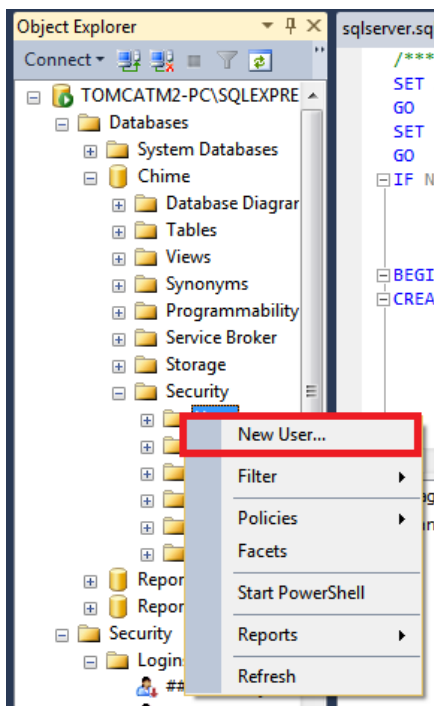 Object Explorer
sqlserver.sq
Connect
/***
SET
TOMCATM2-PC\SQLEXPRE
GO
Databases
SET
System Databases
GO
Chime
IF N
Database Diagrar
Tables
Views
Synonyms
BEGI
Programmability
CREA
Service Broker
Storage
Security
New User...
Filter
Policies
Facets
Repor
Start PowerShell
Repor
Security
Reports
Login
Refresh
##